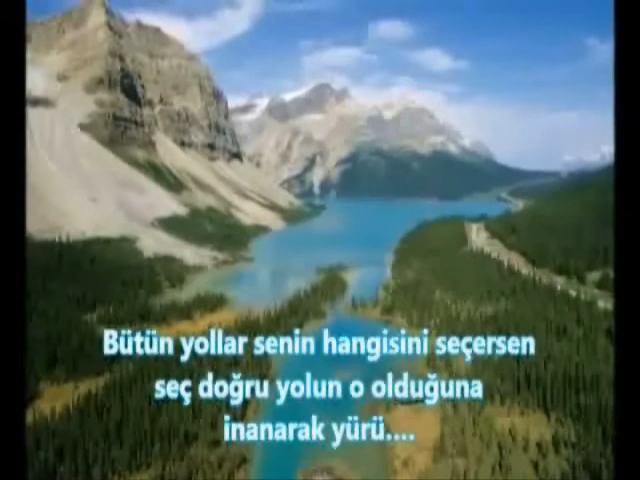 Bütün yollar senin hangisini seçersen
seç doğru yolun o olduğuna
inanarak yürü....